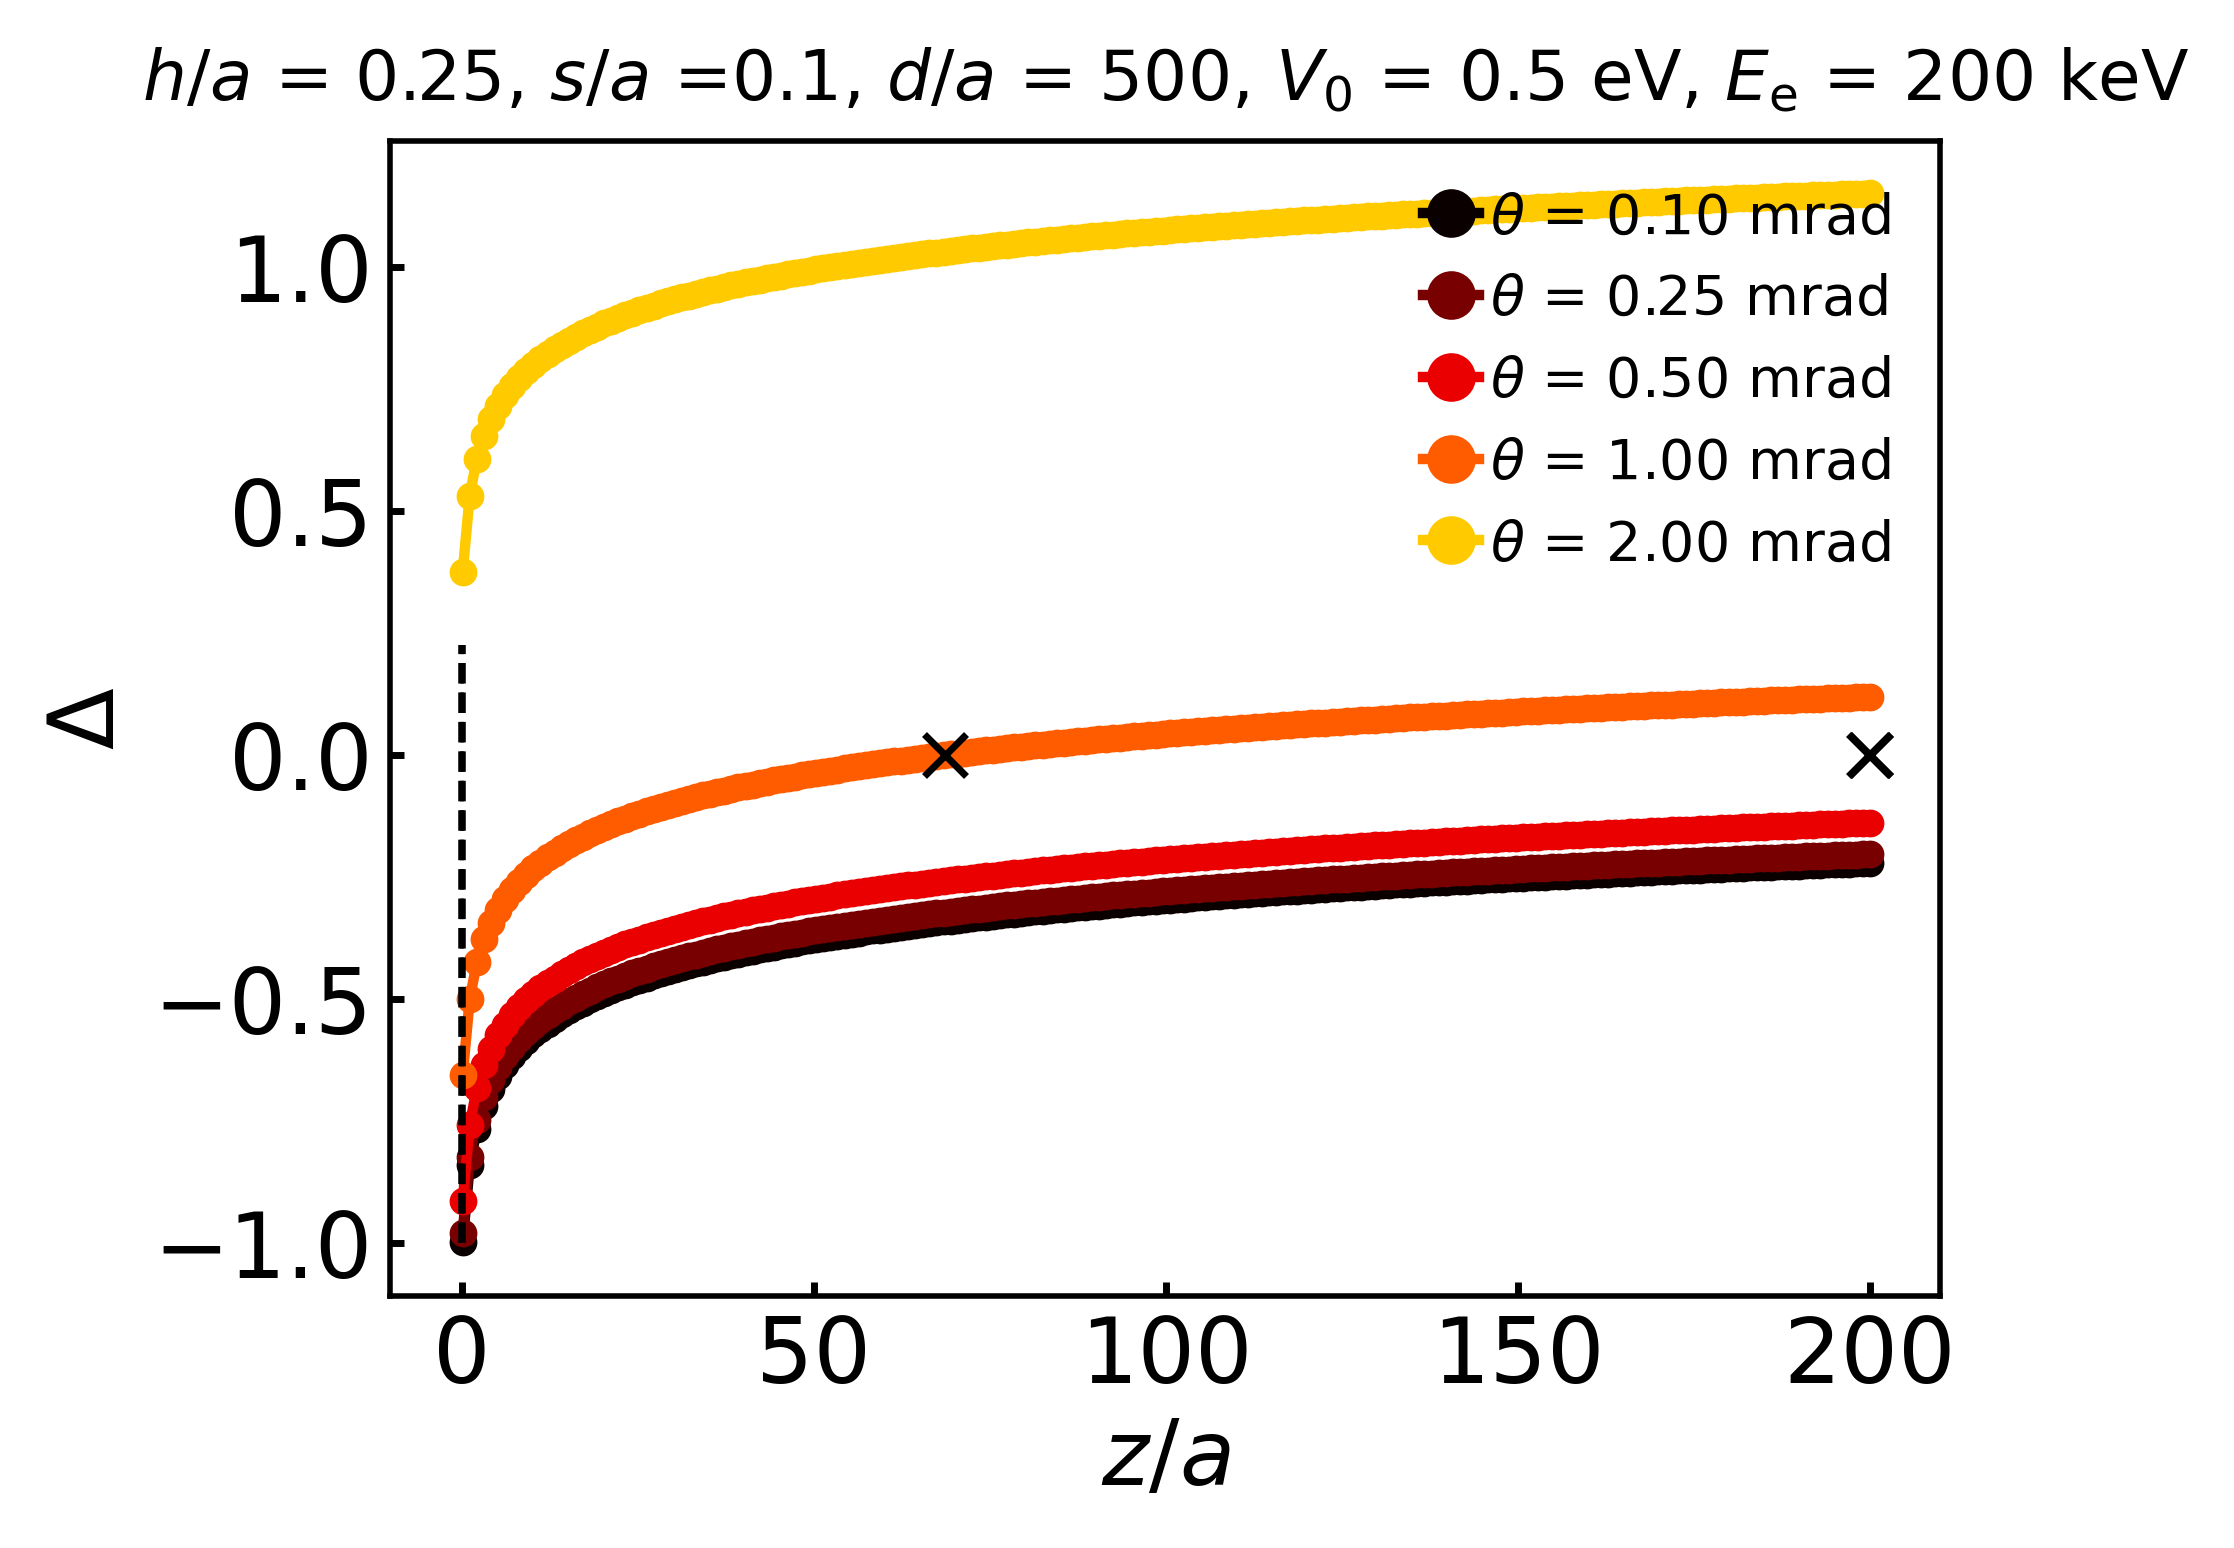 h/a = 0.25, s/a =0.1, d/a = 500, V₀ = 0.5 eV, Eₑ = 200 keV
Δ
1.0
0.5
0.0
−0.5
−1.0
θ = 0.10 mrad
θ = 0.25 mrad
θ = 0.50 mrad
θ = 1.00 mrad
θ = 2.00 mrad
0 50 100 150 200
z/a